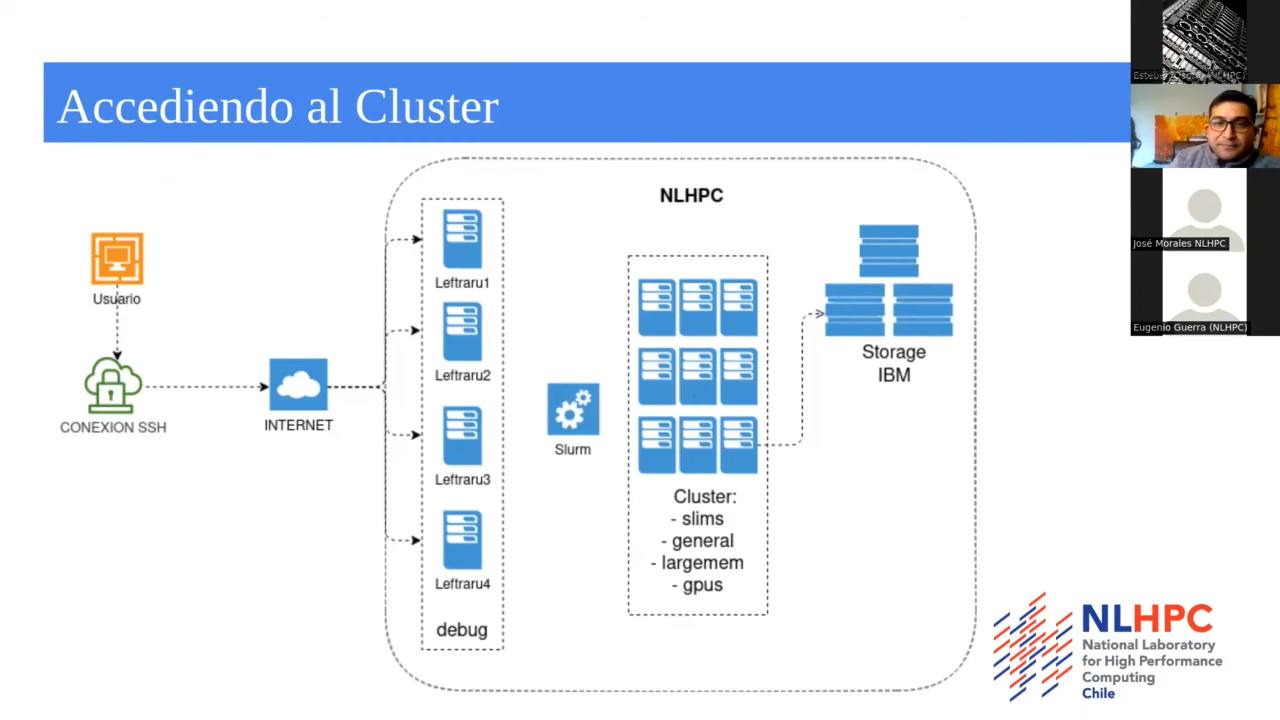 Accediendo al Cluster
NLHPC
Usuario
CONEXION SSH
INTERNET
Leftraru1
Leftraru2
Leftraru3
Leftraru4
debug
Slurm
Cluster:
- slims
- general
- largemem
- gpus
Storage
IBM
(NLHPC)
José Morales NLHPC
Eugenio Guerra (NLHPC)
NLHPC
National Laboratory
for High Performance
Computing
Chile